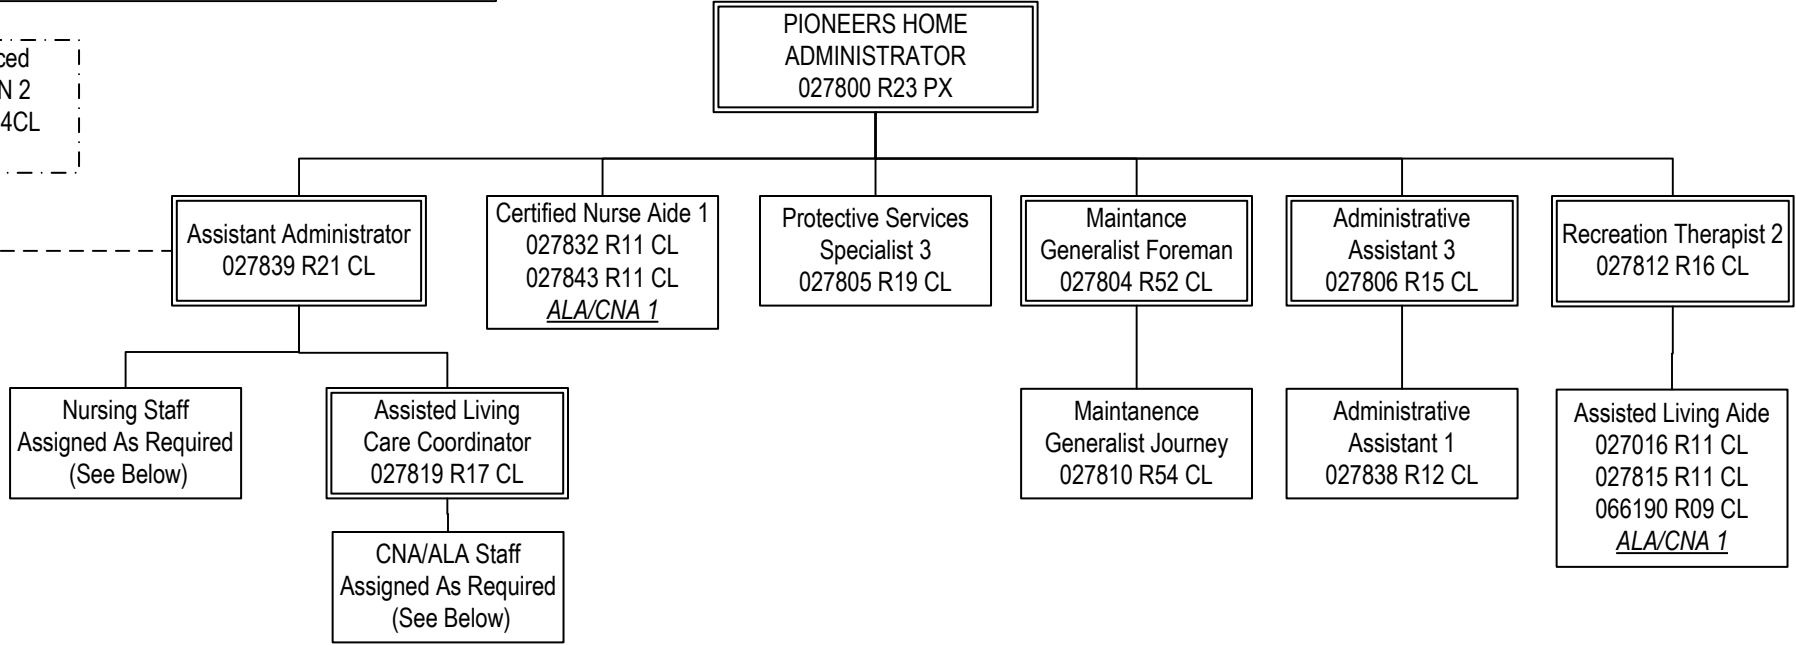 PIONEERS HOME
ADMINISTRATOR
027800 R23 PX
N 2
4CL
Assistant Administrator
027839 R21 CL
Certified Nurse Aide 1
027832 R11 CL
027843 R11 CL
ALA/CNA 1
Protective Services
Specialist 3
027805 R19 CL
Maintance
Generalist Foreman
027804 R52 CL
Administrative
Assistant 3
027806 R15 CL
Recreation Therapist 2
027812 R16 CL
Nursing Staff
Assigned As Required
(See Below)
Assisted Living
Care Coordinator
027819 R17 CL
Maintanence
Generalist Journey
027810 R54 CL
Administrative
Assistant 1
027838 R12 CL
Assisted Living Aide
027016 R11 CL
027815 R11 CL
066190 R09 CL
ALA/CNA 1
CNA/ALA Staff
Assigned As Required
(See Below)